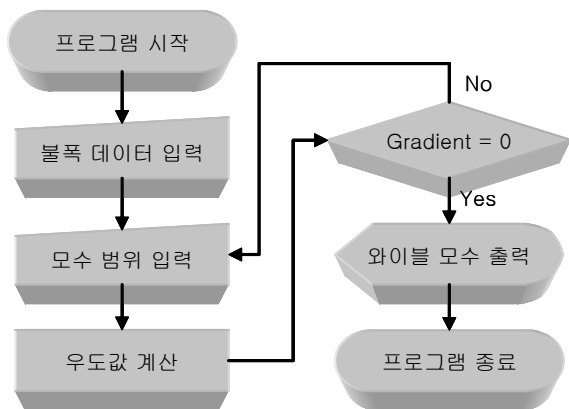 프로그램 시작
불폭 데이터 입력
모수 범위 입력
우도값 계산
No
Gradient = 0
Yes
와이블 모수 출력
프로그램 종료